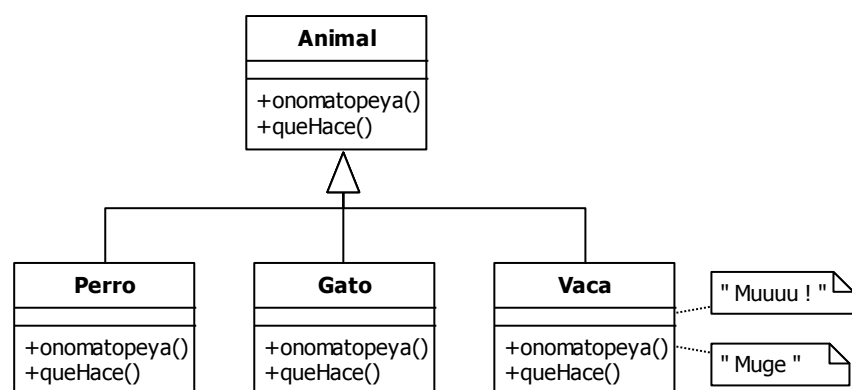 Animal
+onomatopeya()
+queHace()
Perro
+onomatopeya()
+queHace()
Gato
+onomatopeya()
+queHace()
Vaca
+onomatopeya()
+queHace()
" Muuuu ! "
" Muge "